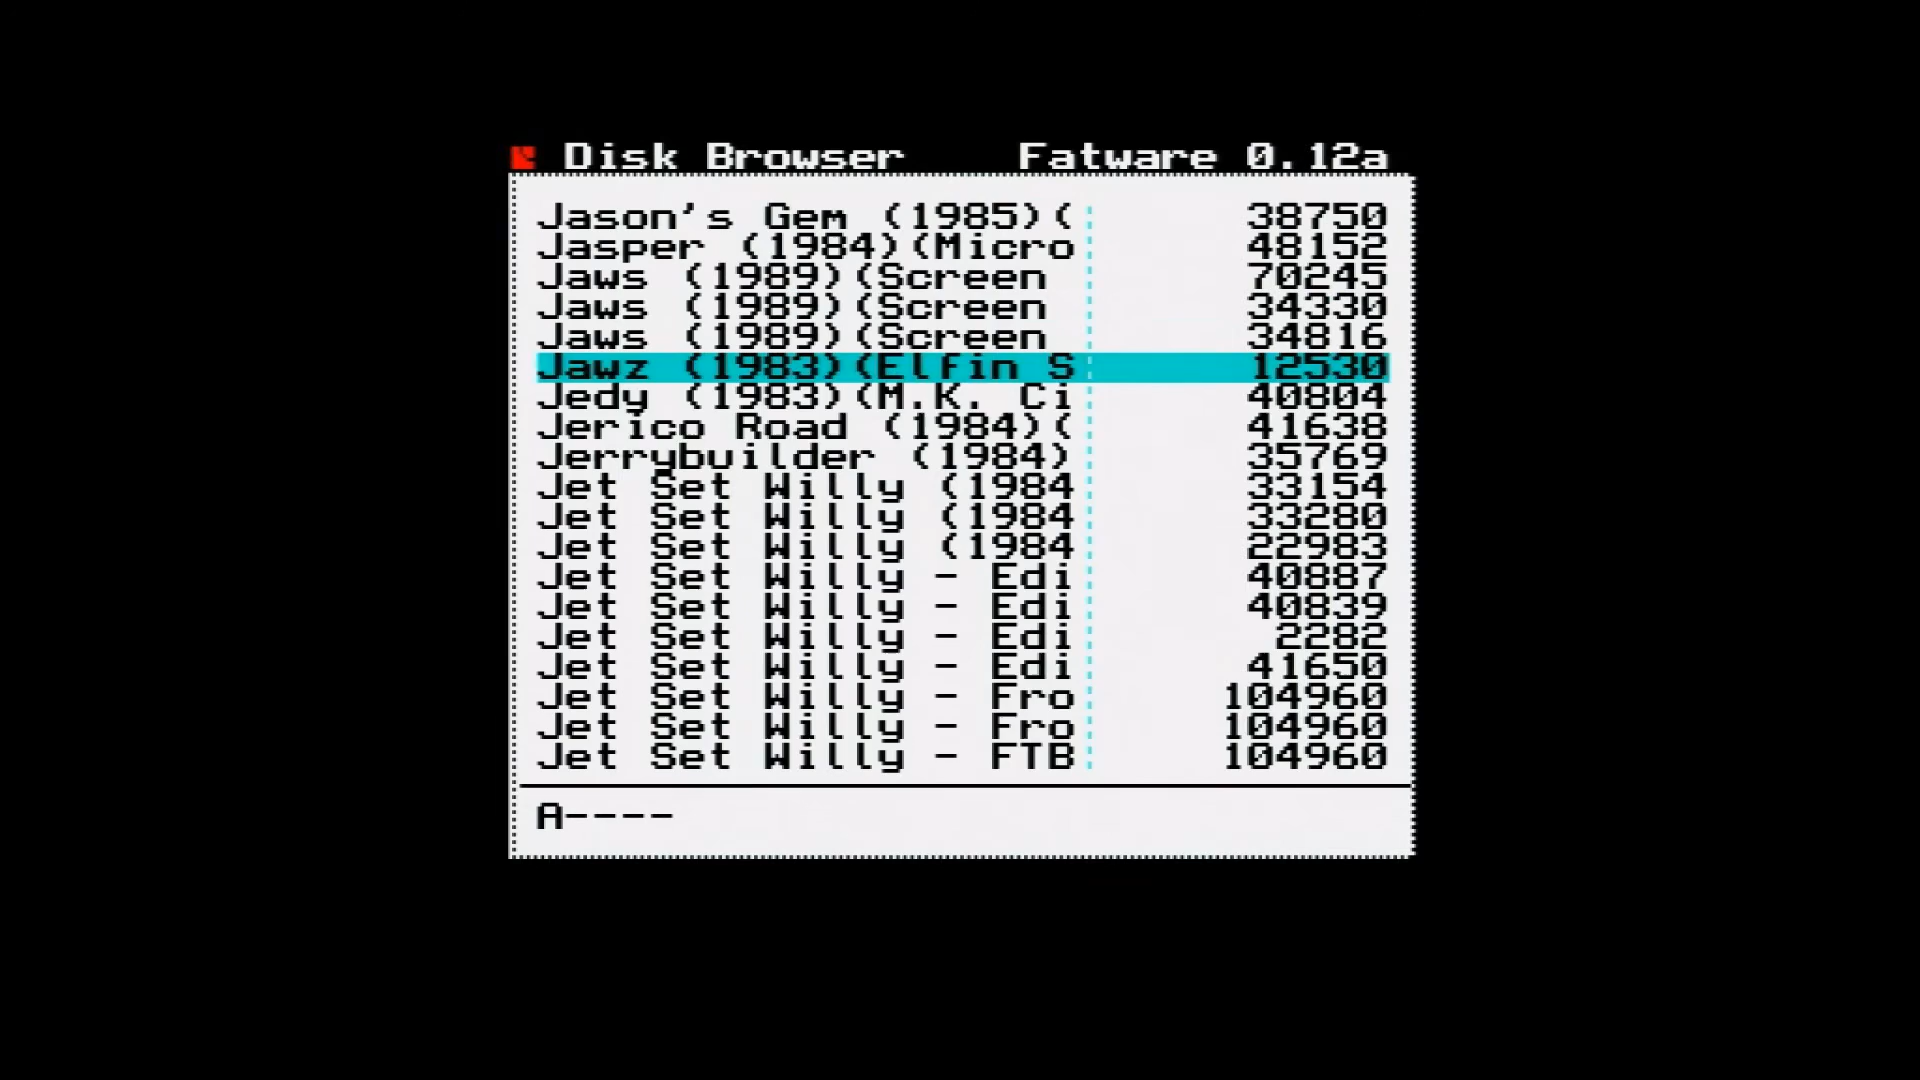 Disk Browser Fatware 0.12a
Jason's Gem (1985)( 38750
Jasper (1984)(Micro 48152
Jaws (1989)(Screen 70245
Jaws (1989)(Screen 34330
Jaws (1989)(Screen 34816
Jawz (1983)(Elfin S 12530
Jedy (1983)(M.K. Ci 40804
Jerico Road (1984)( 41638
Jerrybuilder (1984) 35769
Jet Set Willy (1984 33154
Jet Set Willy (1984 33280
Jet Set Willy (1984 22983
Jet Set Willy - Edi 40887
Jet Set Willy - Edi 40839
Jet Set Willy - Edi 2282
Jet Set Willy - Edi 41650
Jet Set Willy - Fro 104960
Jet Set Willy - Fro 104960
Jet Set Willy - FTB 104960
A----